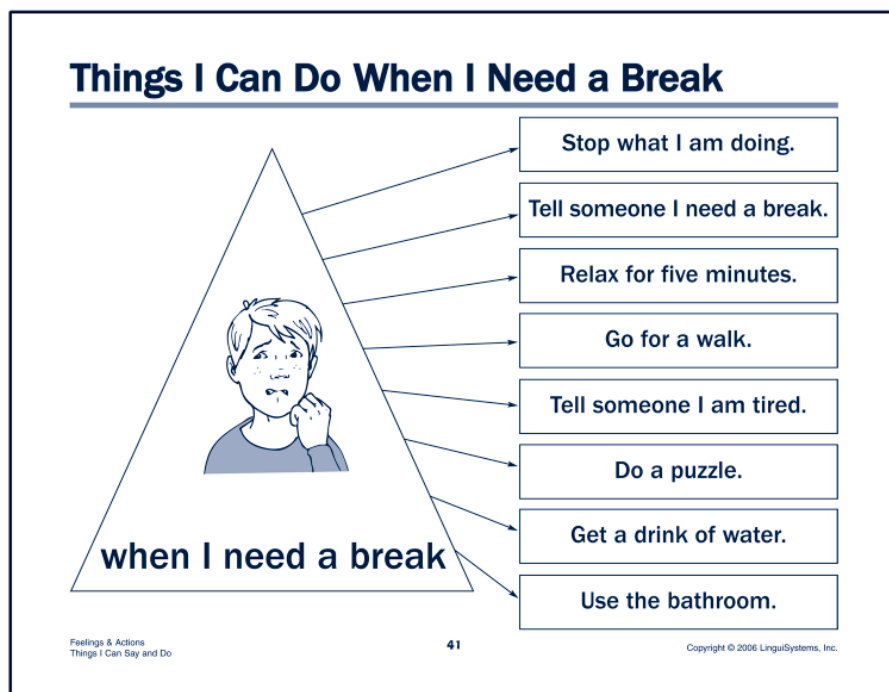 Things I Can Do When I Need a Break
Stop what I am doing.
Tell someone I need a break.
Relax for five minutes.
Go for a walk.
Tell someone I am tired.
Do a puzzle.
Get a drink of water.
Use the bathroom.
when I need a break
Feelings & Actions
Things I Can Say and Do
41
Copyright © 2006 LinguiSystems, Inc.